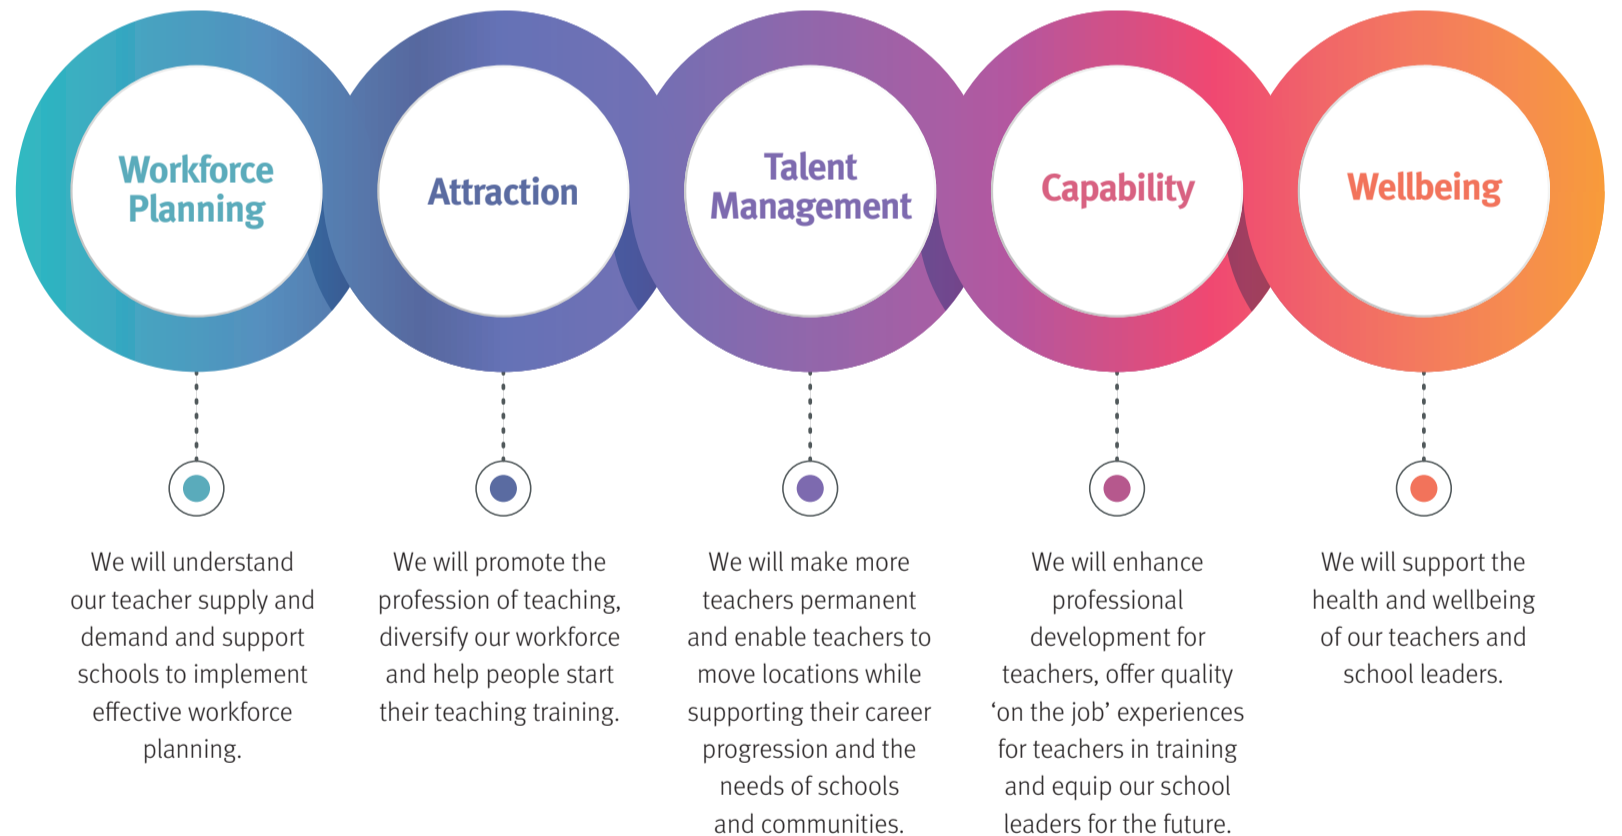 Workforce
Planning
Attraction
Talent
Management
Capability
Wellbeing
We will understand
our teacher supply and
demand and support
schools to implement
effective workforce
planning.
We will promote the
profession of teaching,
diversify our workforce
and help people start
their teaching training.
We will make more
teachers permanent
and enable teachers to
move locations while
supporting their career
progression and the
needs of schools
and communities.
We will enhance
professional
development for
teachers, offer quality
‘on the job’ experiences
for teachers in training
and equip our school
leaders for the future.
We will support the
health and wellbeing
of our teachers and
school leaders.